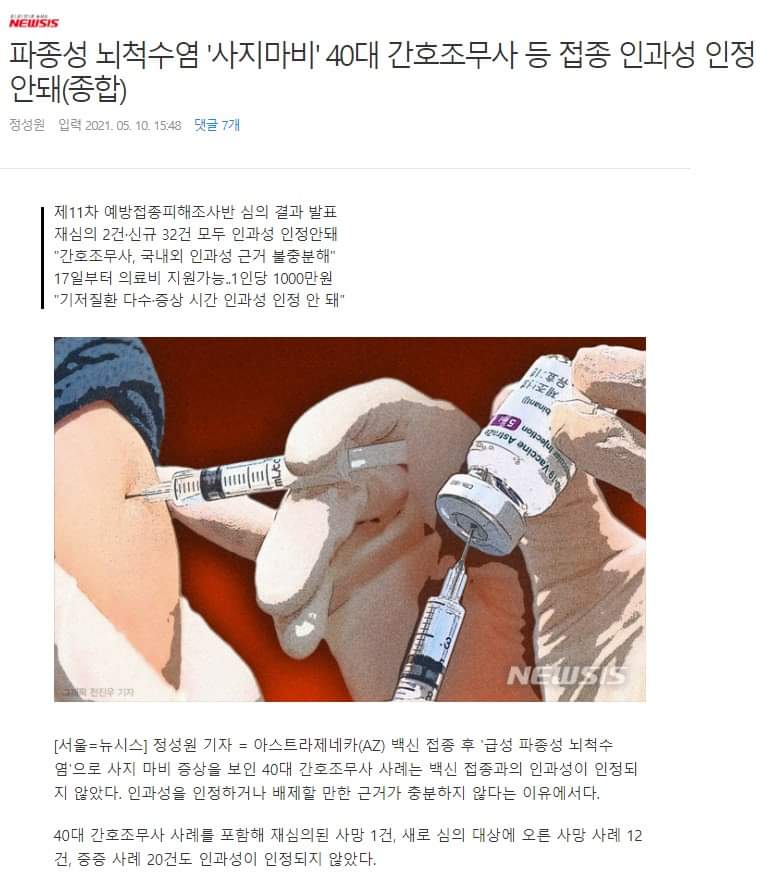 NEWSIS
파종성 뇌척수염 '사지마비' 40대 간호조무사 등 접종 인과성 인정
안돼(종합)
정성원 입력 2021. 05. 10. 15:48 댓글 7개
제11차 예방접종피해조사반 심의 결과 발표
재심의 2건·신규 32건 모두 인과성 인정안돼
"간호조무사, 국내외 인과성 근거 불충분해"
17일부터 의료비 지원가능..1인당 1000만원
"기저질환 다수·증상 시간 인과성 인정 안 돼"
NEWSIS
그래픽 전진우 기자
[서울=뉴시스] 정성원 기자 = 아스트라제네카(AZ) 백신 접종 후 '급성 파종성 뇌척수
염'으로 사지 마비 증상을 보인 40대 간호조무사 사례는 백신 접종과의 인과성이 인정되
지 않았다. 인과성을 인정하거나 배제할 만한 근거가 충분하지 않다는 이유에서다.
40대 간호조무사 사례를 포함해 재심의된 사망 1건, 새로 심의 대상에 오른 사망 사례 12
건, 중증 사례 20건도 인과성이 인정되지 않았다.